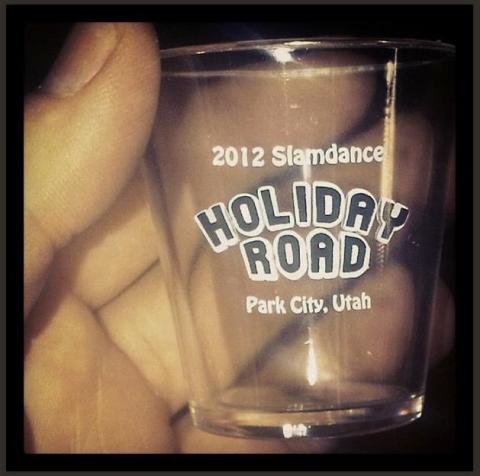 2012 Slamdance
HOLIDAY
ROAD
Park City, Utah